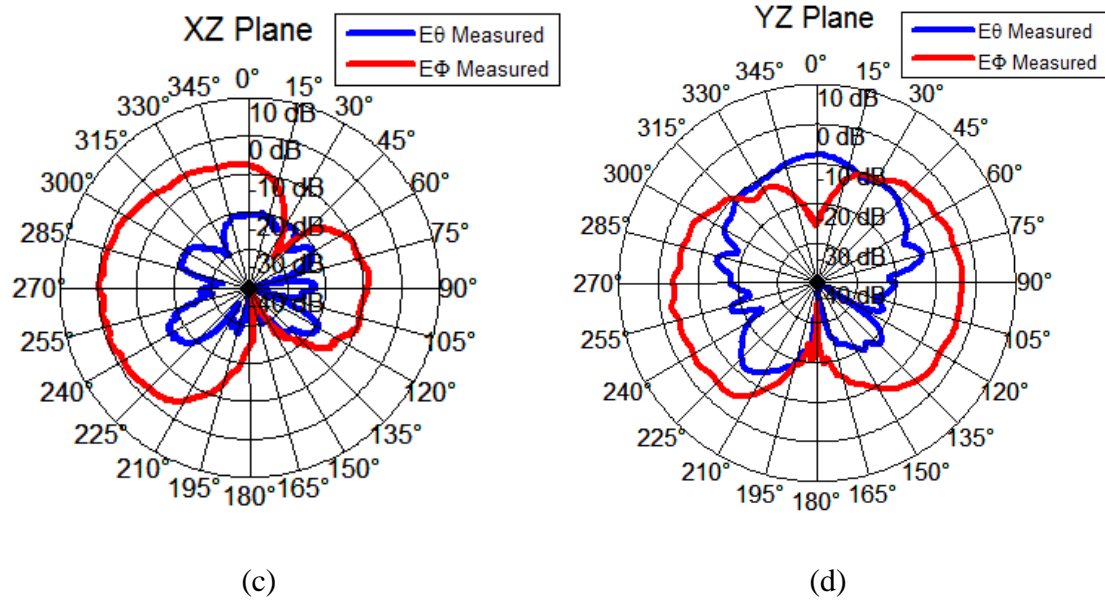 XZ Plane
Eθ Measured
EΦ Measured
0°
15°
30°
45°
60°
75°
90°
105°
120°
135°
150°
165°
180°
195°
210°
225°
240°
255°
270°
285°
300°
315°
330°
345°
10 dB
0 dB
-10 dB
-20 dB
-30 dB
-40 dB
(c)
YZ Plane
Eθ Measured
EΦ Measured
0°
15°
30°
45°
60°
75°
90°
105°
120°
135°
150°
165°
180°
195°
210°
225°
240°
255°
270°
285°
300°
315°
330°
345°
10 dB
0 dB
-10 dB
-20 dB
-30 dB
-40 dB
(d)